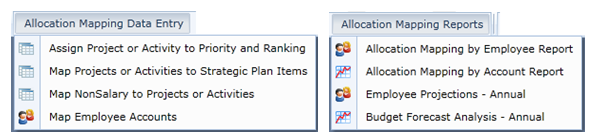 Allocation Mapping Data Entry
Assign Project or Activity to Priority and Ranking
Map Projects or Activities to Strategic Plan Items
Map NonSalary to Projects or Activities
Map Employee Accounts
Allocation Mapping Reports
Allocation Mapping by Employee Report
Allocation Mapping by Account Report
Employee Projections - Annual
Budget Forecast Analysis - Annual